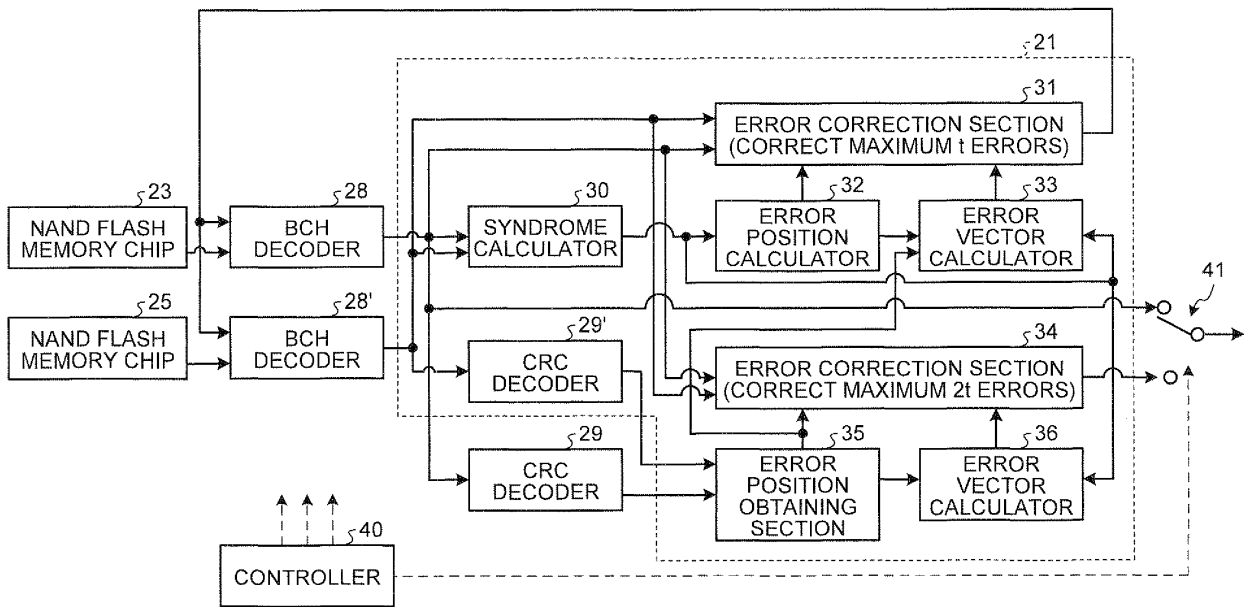 21
31
ERROR CORRECTION SECTION
(CORRECT MAXIMUM t ERRORS)
23
NAND FLASH
MEMORY CHIP
28
BCH
DECODER
30
SYNDROME
CALCULATOR
32
ERROR
POSITION
CALCULATOR
33
ERROR
VECTOR
CALCULATOR
41
25
NAND FLASH
MEMORY CHIP
28'
BCH
DECODER
29'
CRC
DECODER
34
ERROR CORRECTION SECTION
(CORRECT MAXIMUM 2t ERRORS)
29
CRC
DECODER
35
ERROR
POSITION
OBTAINING
SECTION
36
ERROR
VECTOR
CALCULATOR
40
CONTROLLER